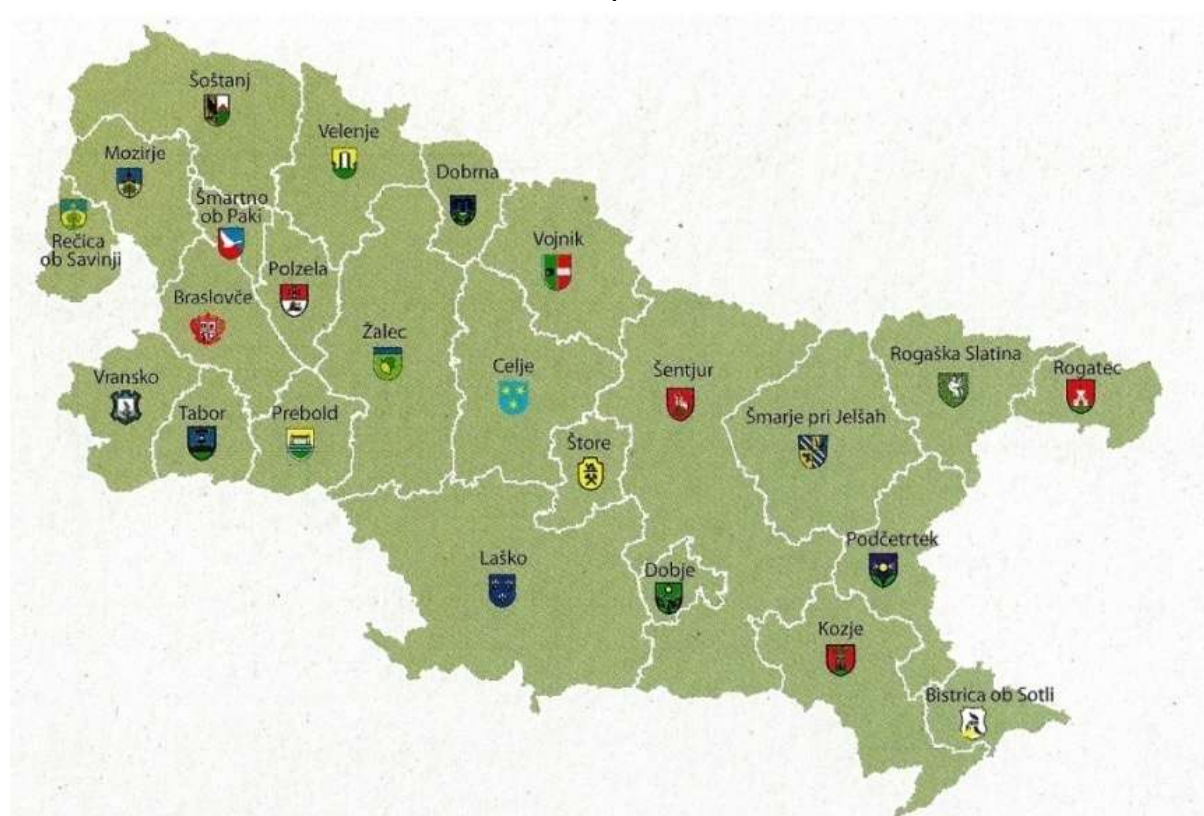 Šoštanj
Velenje
Mozirje
Dobrna
Šmartno
ob Paki
Rečica
ob Savinji
Vojnik
Polzela
Braslovče
Žalec
Celje
Šentjur
Rogaška Slatina
Rogatec
Vransko
Tabor
Prebold
Šmarje pri Jelšah
Štore
Podčetrtek
Laško
Dobje
Kozje
Bistrica ob Sotli